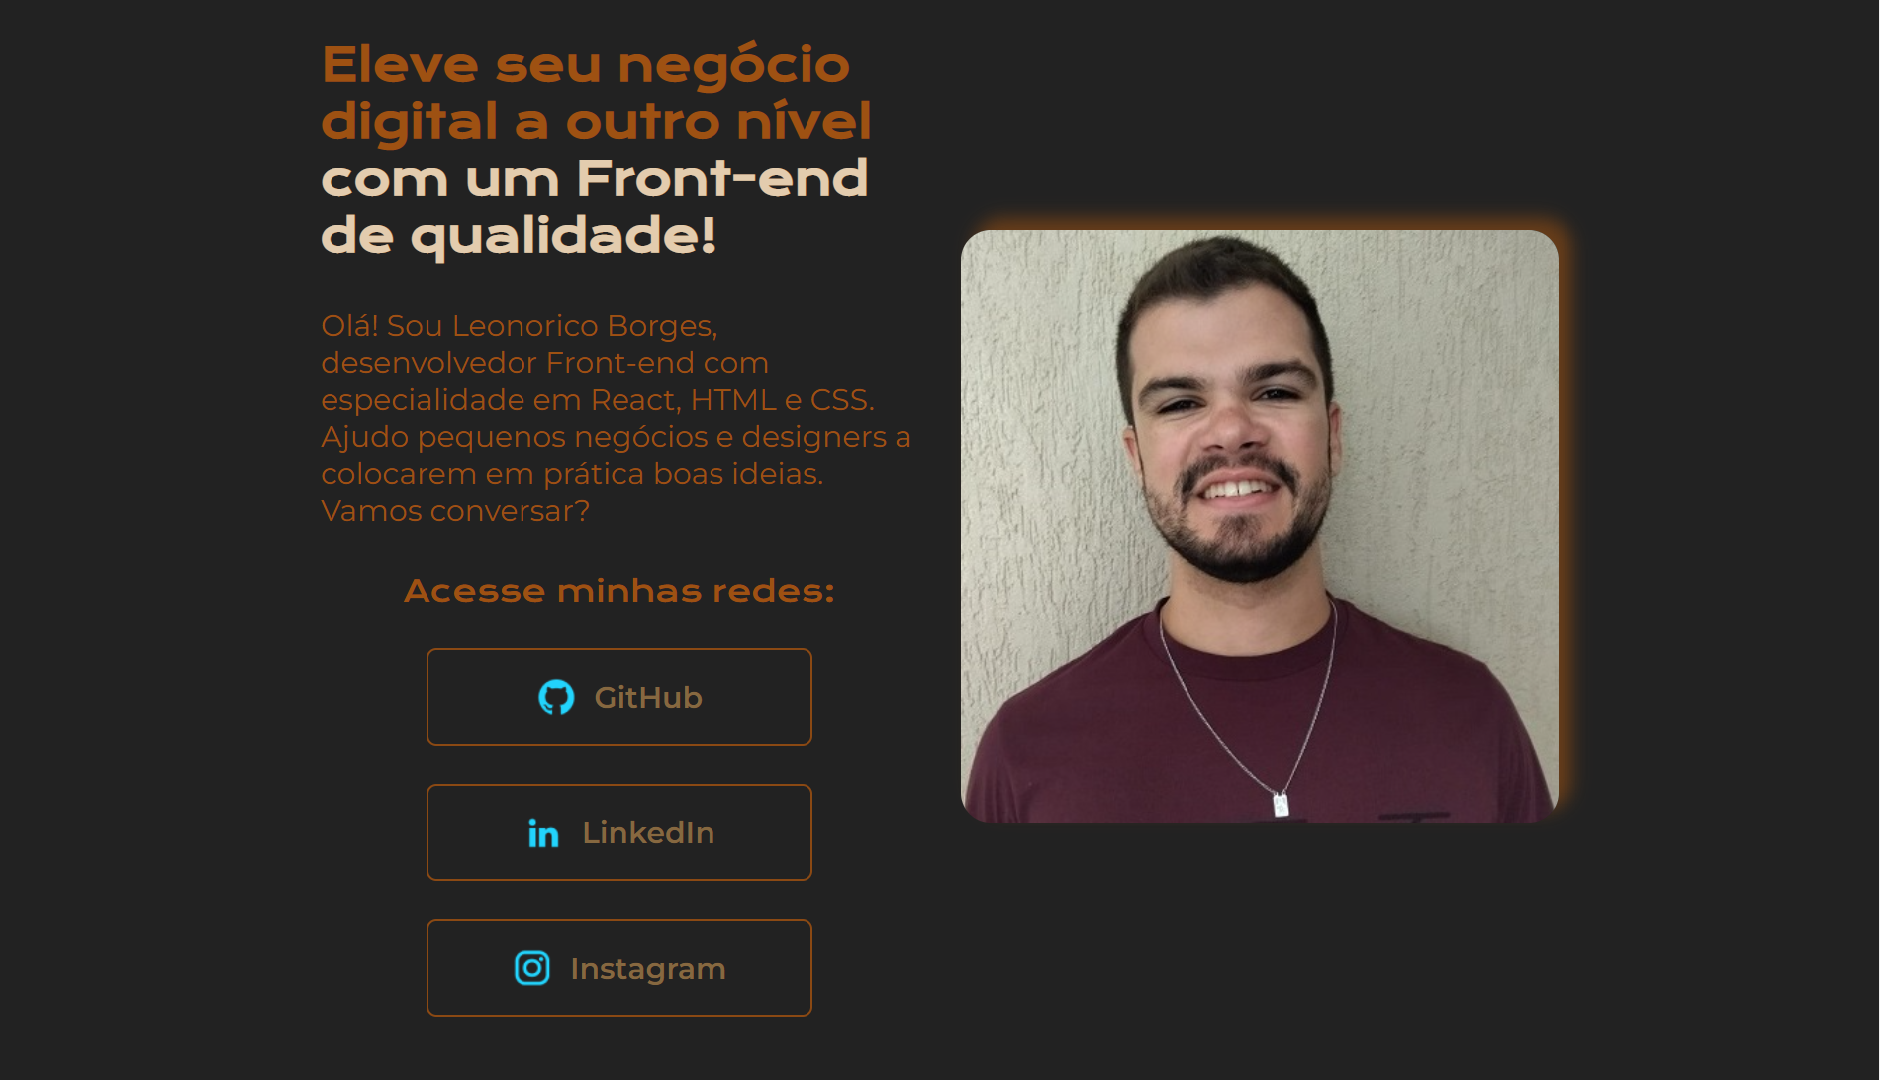 Eleve seu negócio
digital a outro nível
com um Front-end
de qualidade!
Olá! Sou Leonorico Borges,
desenvolvedor Front-end com
especialidade em React, HTML e CSS.
Ajudo pequenos negócios e designers a
colocarem em prática boas ideias.
Vamos conversar?
Acesse minhas redes:
GitHub
in LinkedIn
Instagram